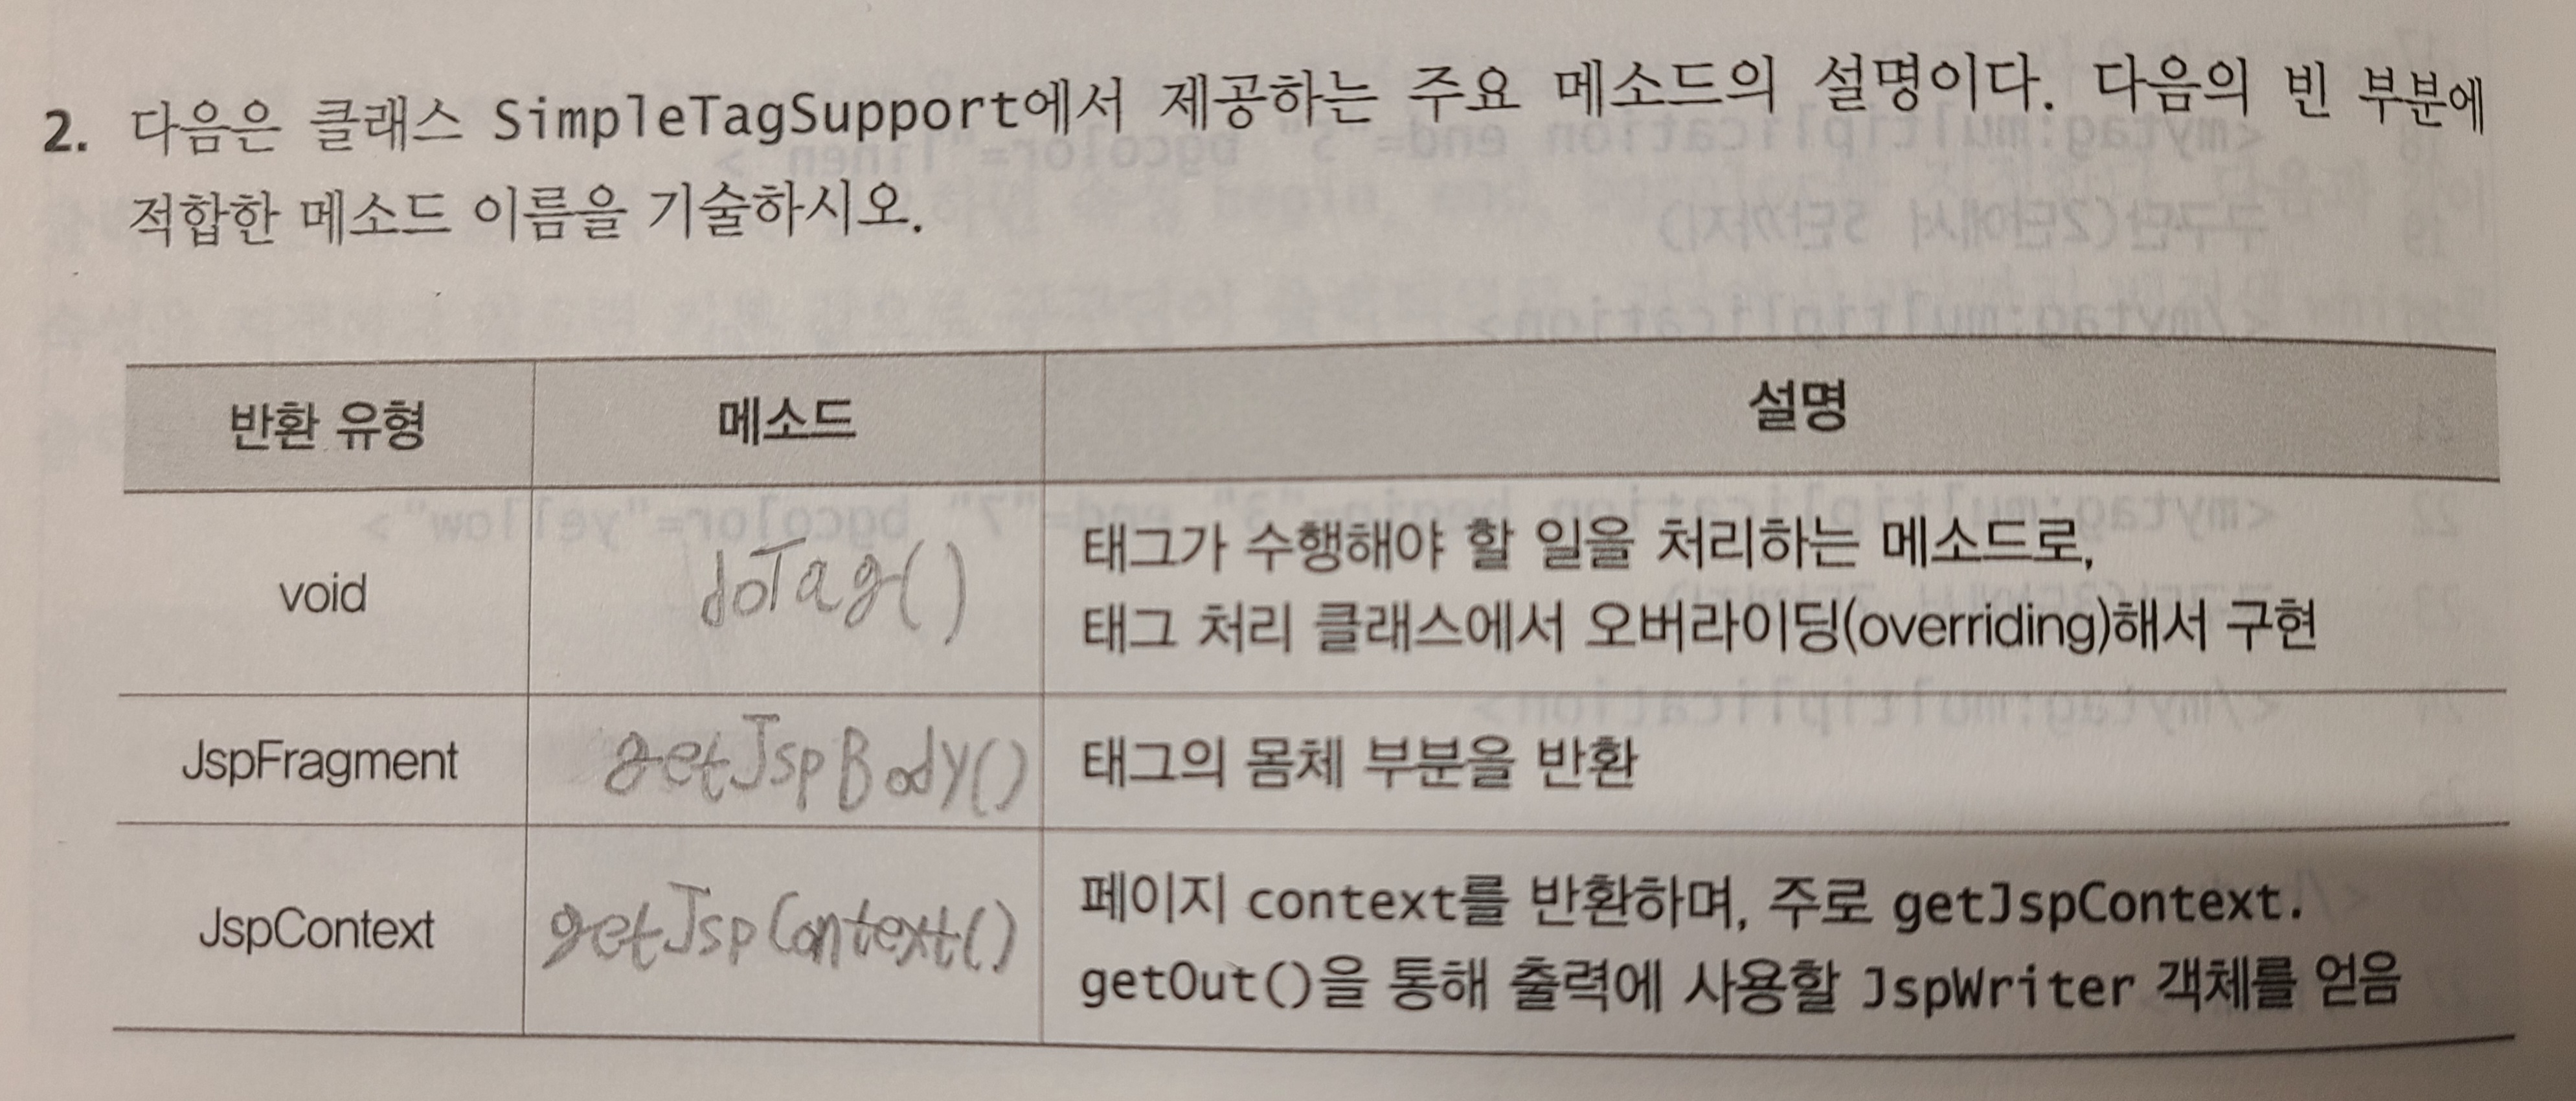 2. 다음은 클래스 SimpleTagSupport에서 제공하는 주요 메소드의 설명이다. 다음의 빈 부분에
적합한 메소드 이름을 기술하시오.
반환 유형 메소드 설명
void doTag() 태그가 수행해야 할 일을 처리하는 메소드로,
태그 처리 클래스에서 오버라이딩(overriding)해서 구현
JspFragment getJspBody() 태그의 몸체 부분을 반환
JspContext getJspContext() 페이지 context를 반환하며, 주로 getJspContext.
getOut()을 통해 출력에 사용할 JspWriter 객체를 얻음